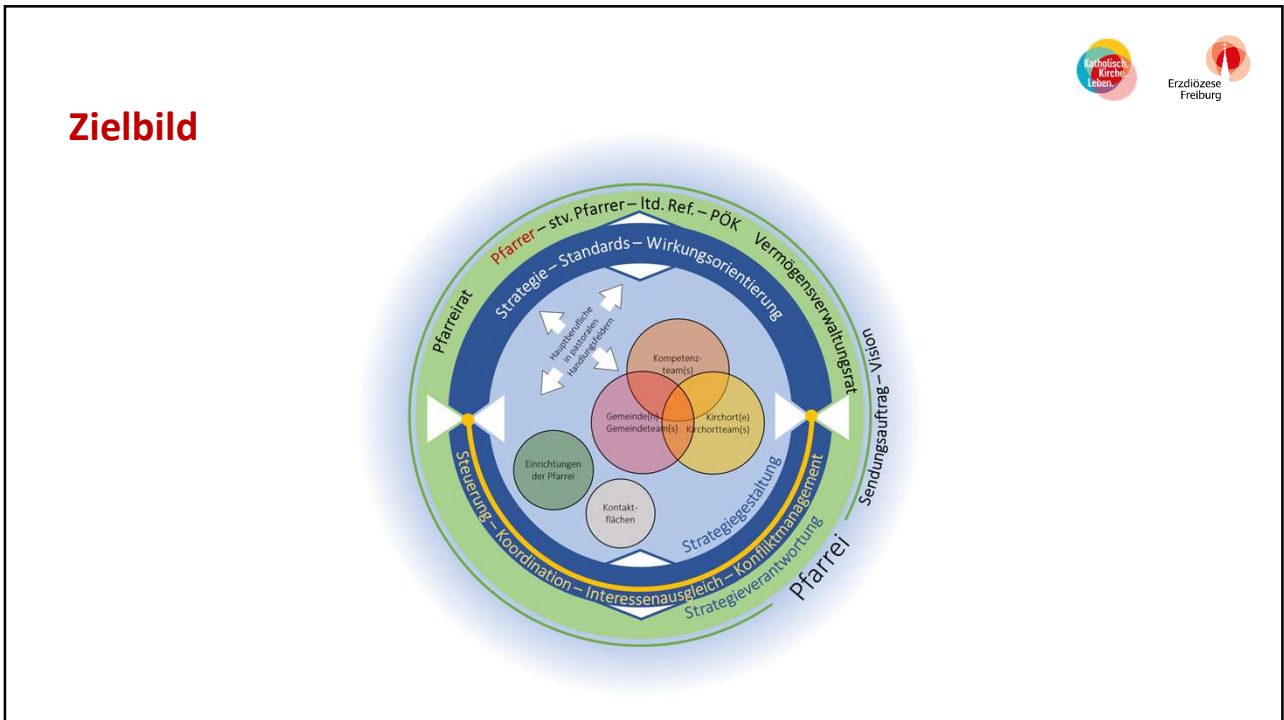 Katholisch.
Kirche.
Leben.
Erzdiözese
Freiburg
Zielbild
Pfarreirat
Pfarrer – stv. Pfarrer – ltd. Ref. – PÖK
Vermögensverwaltungsrat
Strategie – Standards – Wirkungsorientierung
Hauptberufliche
in pastoralen
Handlungsfeldern
Kompetenz-
team(s)
Gemeinde(n)
Gemeindeteam(s)
Kirchort(e)
Kirchortteam(s)
Einrichtungen
der Pfarrei
Kontakt-
flächen
Strategiegestaltung
Steuerung – Koordination – Interessenausgleich – Konfliktmanagement
Strategieverantwortung
Pfarrei
Sendungsauftrag – Vision